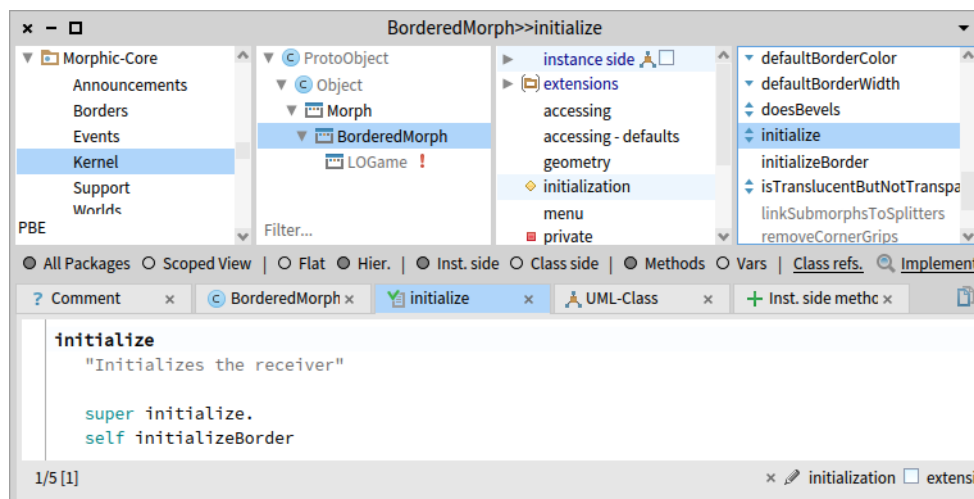 BorderedMorph>>initialize
Morphic-Core
Announcements
Borders
Events
Kernel
Support
Worlds
PBE
ProtoObject
Object
Morph
BorderedMorph
LOGame !
Filter...
instance side
extensions
accessing
accessing - defaults
geometry
initialization
menu
private
defaultBorderColor
defaultBorderWidth
doesBevels
initialize
initializeBorder
isTranslucentButNotTranspa
linkSubmorphsToSplitters
removeCornerGrips
All Packages Scoped View | Flat Hier. | Inst. side Class side | Methods Vars | Class refs. Implement
? Comment × BorderedMorph × initialize × UML-Class × Inst. side methc ×
initialize
"Initializes the receiver"
super initialize.
self initializeBorder
1/5 [1] × initialization extensi